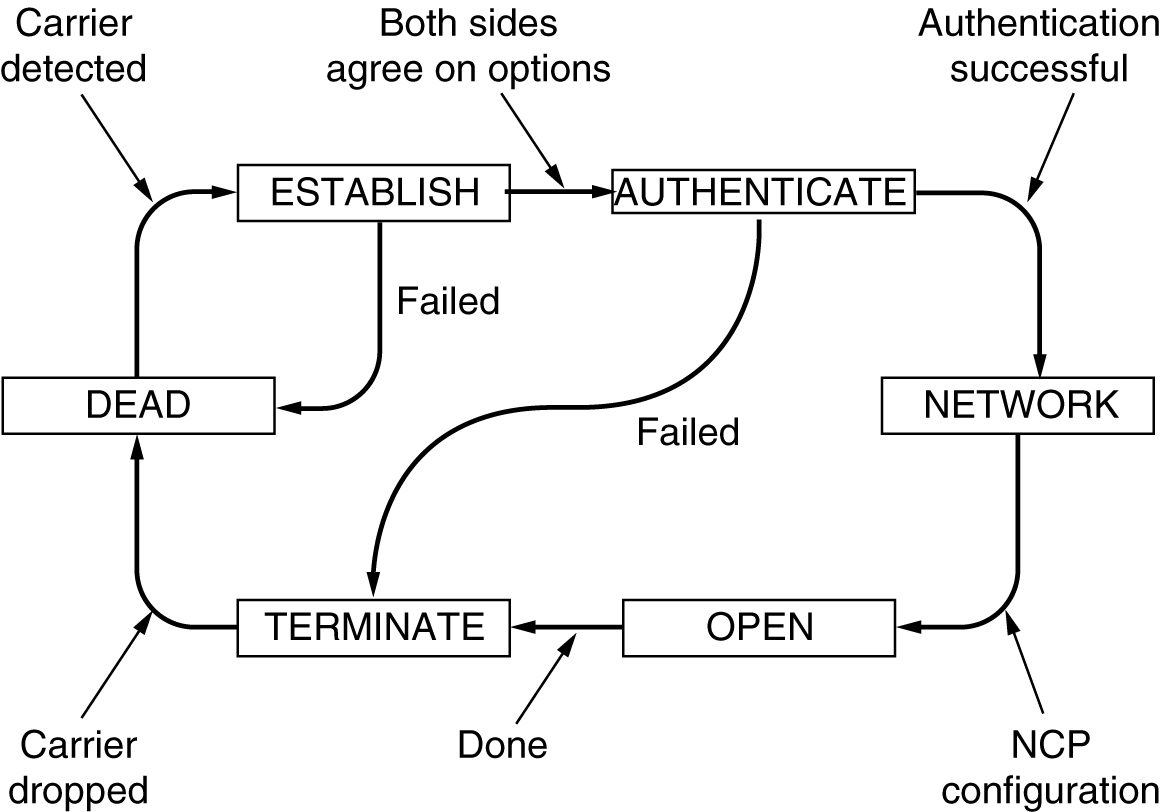 Carrier
detected
Both sides
agree on options
Authentication
successful
ESTABLISH
AUTHENTICATE
Failed
DEAD
NETWORK
Failed
TERMINATE
OPEN
Carrier
dropped
Done
NCP
configuration